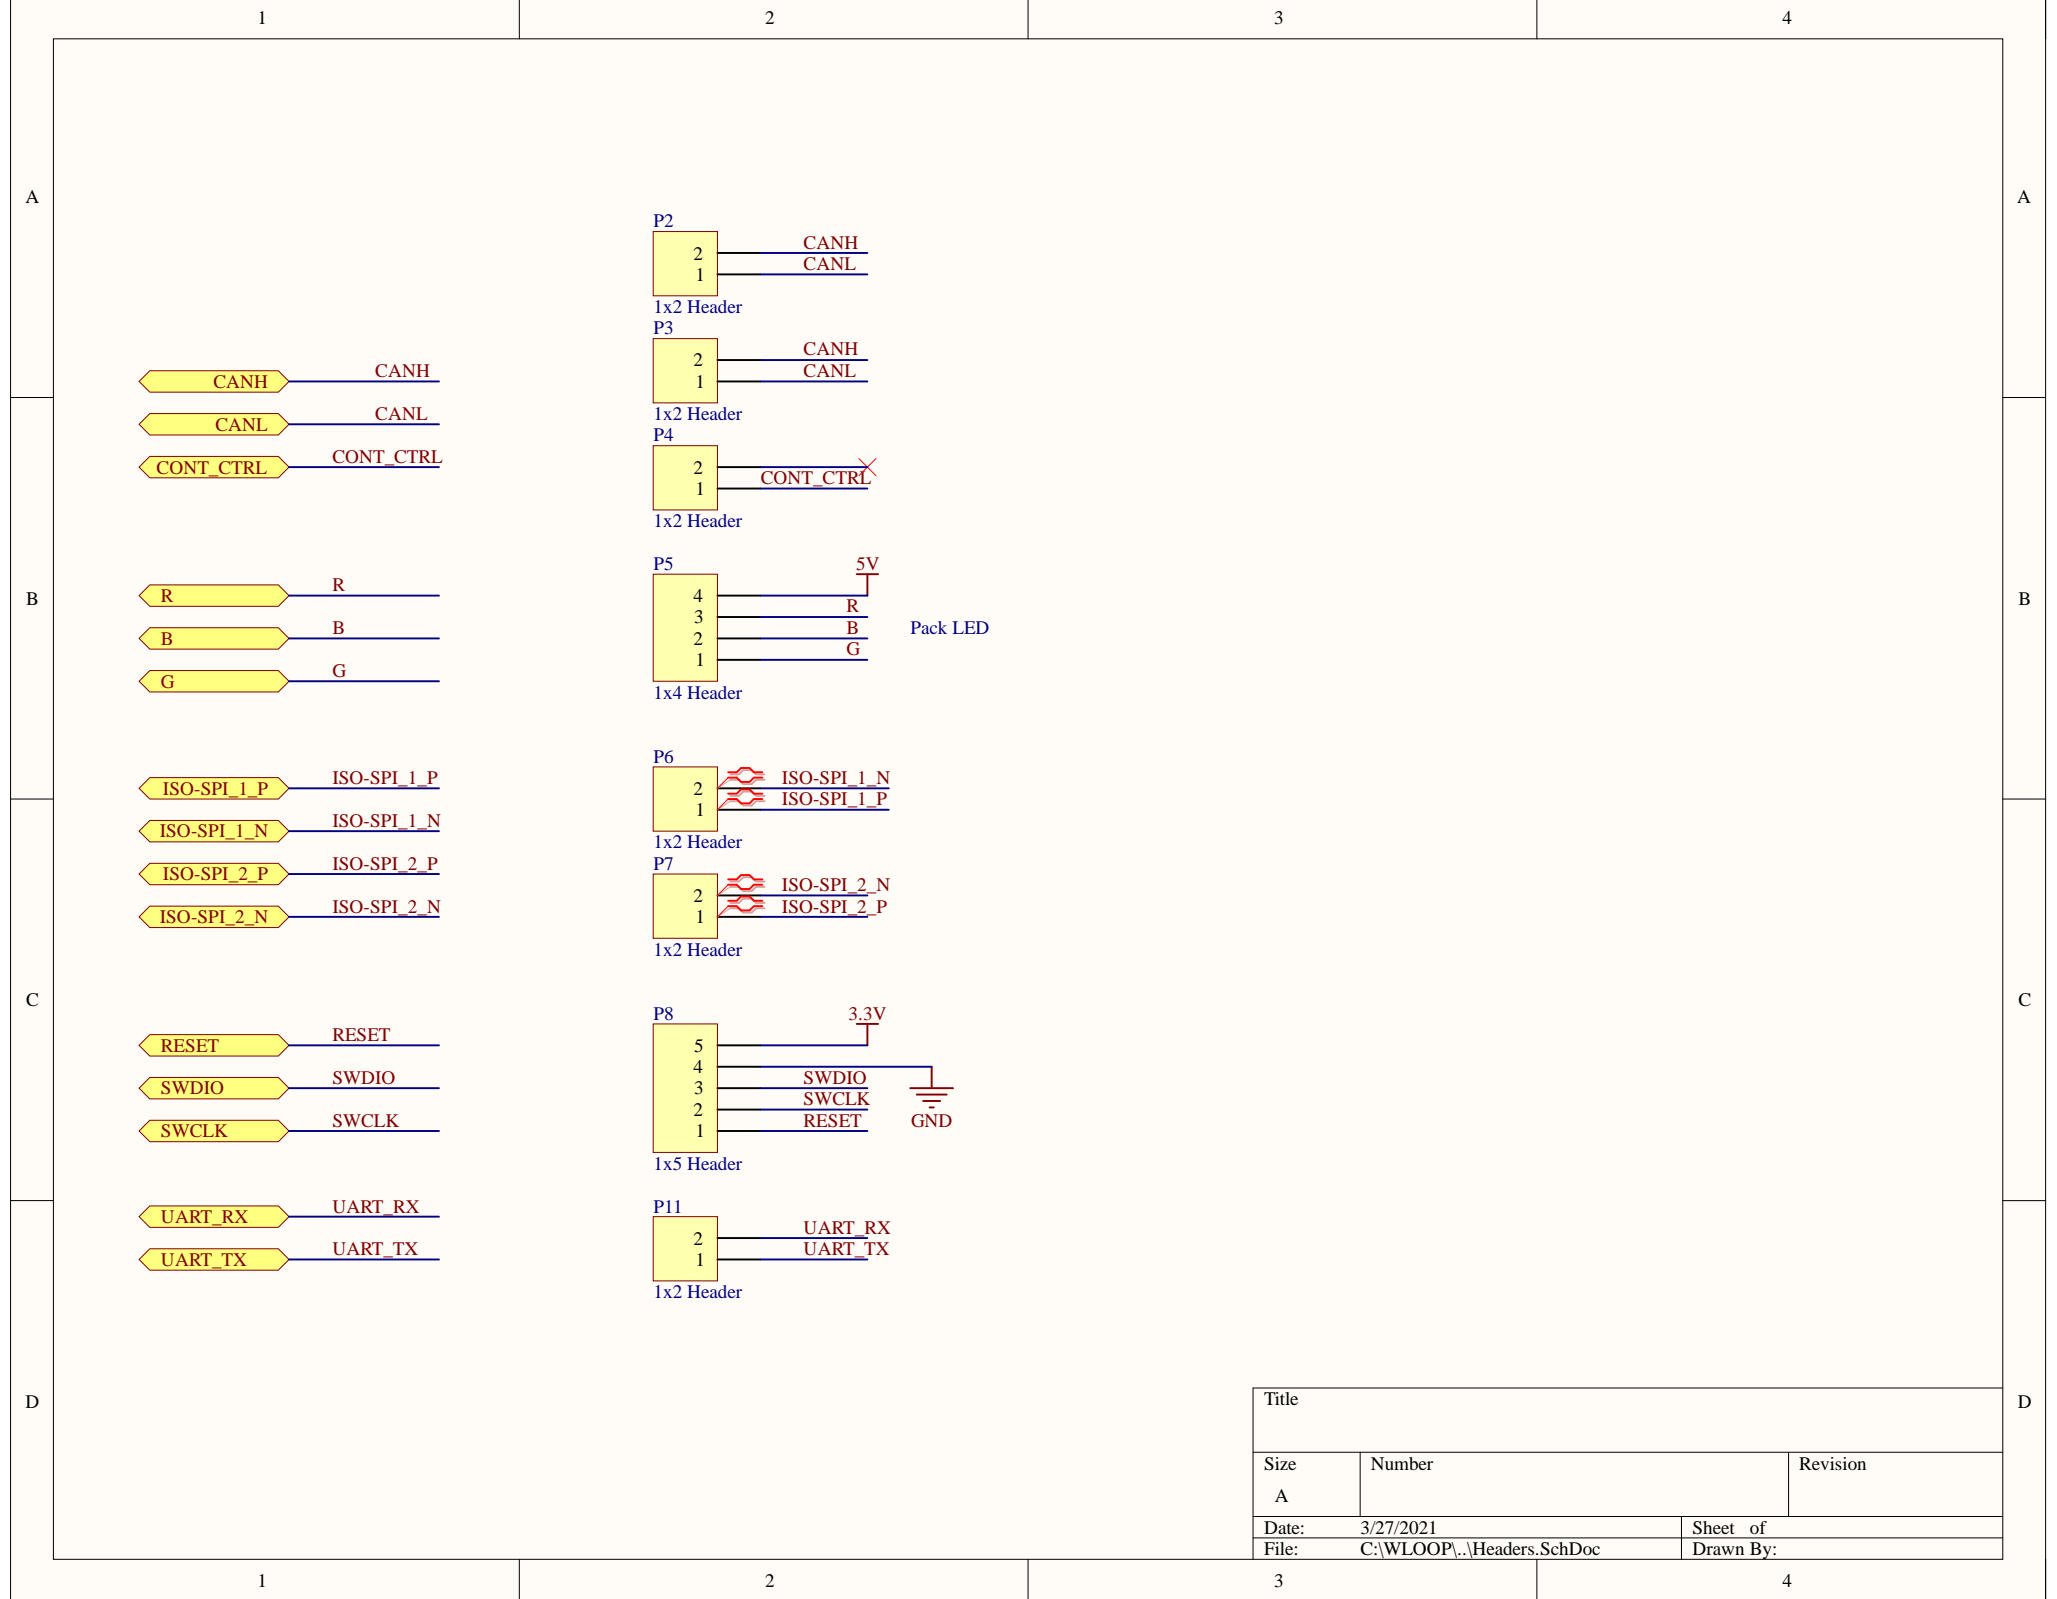 1 2 3 4
A A
P2
2 CANH
1 CANL
1x2 Header
P3
2 CANH
1 CANL
1x2 Header
CANH CANH
CANL CANL
CONT_CTRL CONT_CTRL
P4
2
1 CONT_CTRL
1x2 Header
B B
R R
B B
G G
P5
5V
4
3 R
2 B
1 G
1x4 Header
Pack LED
ISO-SPI_1_P ISO-SPI_1_P
ISO-SPI_1_N ISO-SPI_1_N
ISO-SPI_2_P ISO-SPI_2_P
ISO-SPI_2_N ISO-SPI_2_N
P6
2 ISO-SPI_1_N
1 ISO-SPI_1_P
1x2 Header
P7
2 ISO-SPI_2_N
1 ISO-SPI_2_P
1x2 Header
C C
RESET RESET
SWDIO SWDIO
SWCLK SWCLK
P8
3.3V
5
4
3 SWDIO
2 SWCLK
1 RESET
GND
1x5 Header
UART_RX UART_RX
UART_TX UART_TX
P11
2 UART_RX
1 UART_TX
1x2 Header
D D
Title
Size Number Revision
A
Date: 3/27/2021 Sheet of
File: C:\WLOOP\..\Headers.SchDoc Drawn By:
1 2 3 4